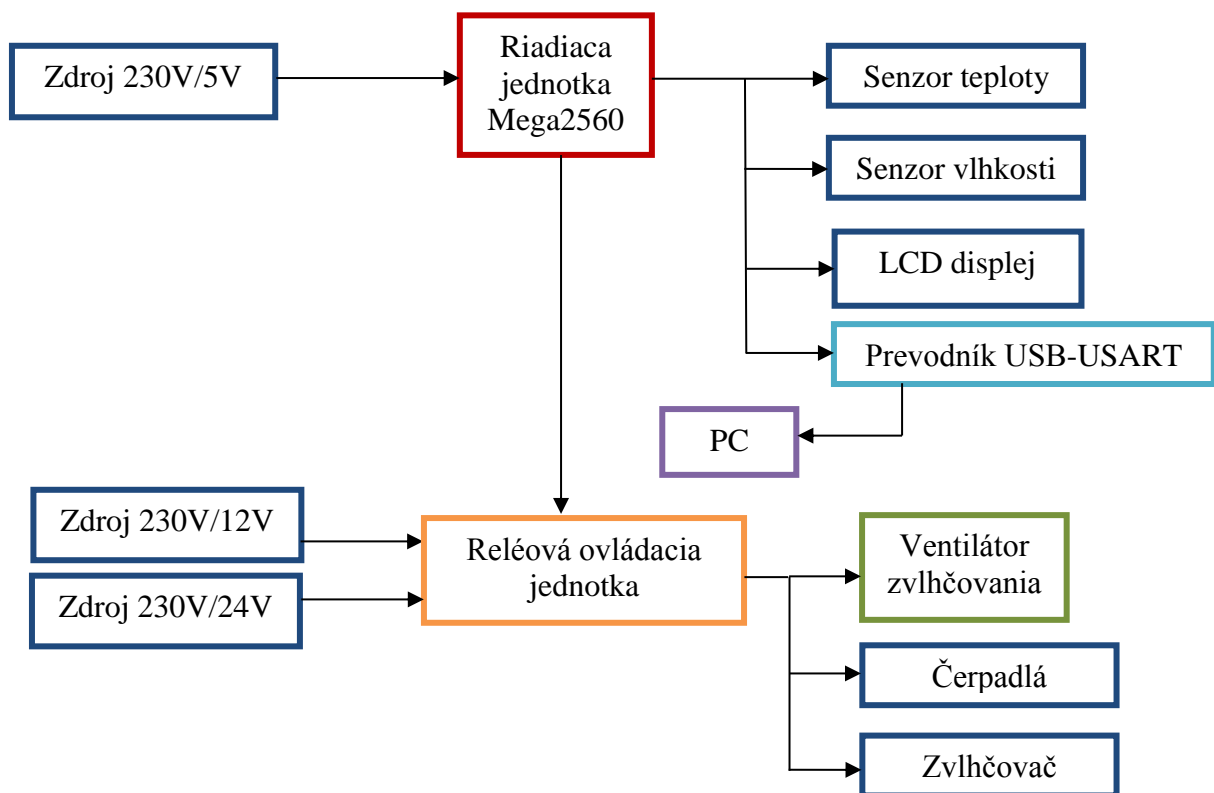 Zdroj 230V/5V
Riadiaca
jednotka
Mega2560
Senzor teploty
Senzor vlhkosti
LCD displej
Prevodník USB-USART
PC
Zdroj 230V/12V
Zdroj 230V/24V
Reléová ovládacia
jednotka
Ventilátor
zvlhčovania
Čerpadlá
Zvlhčovač